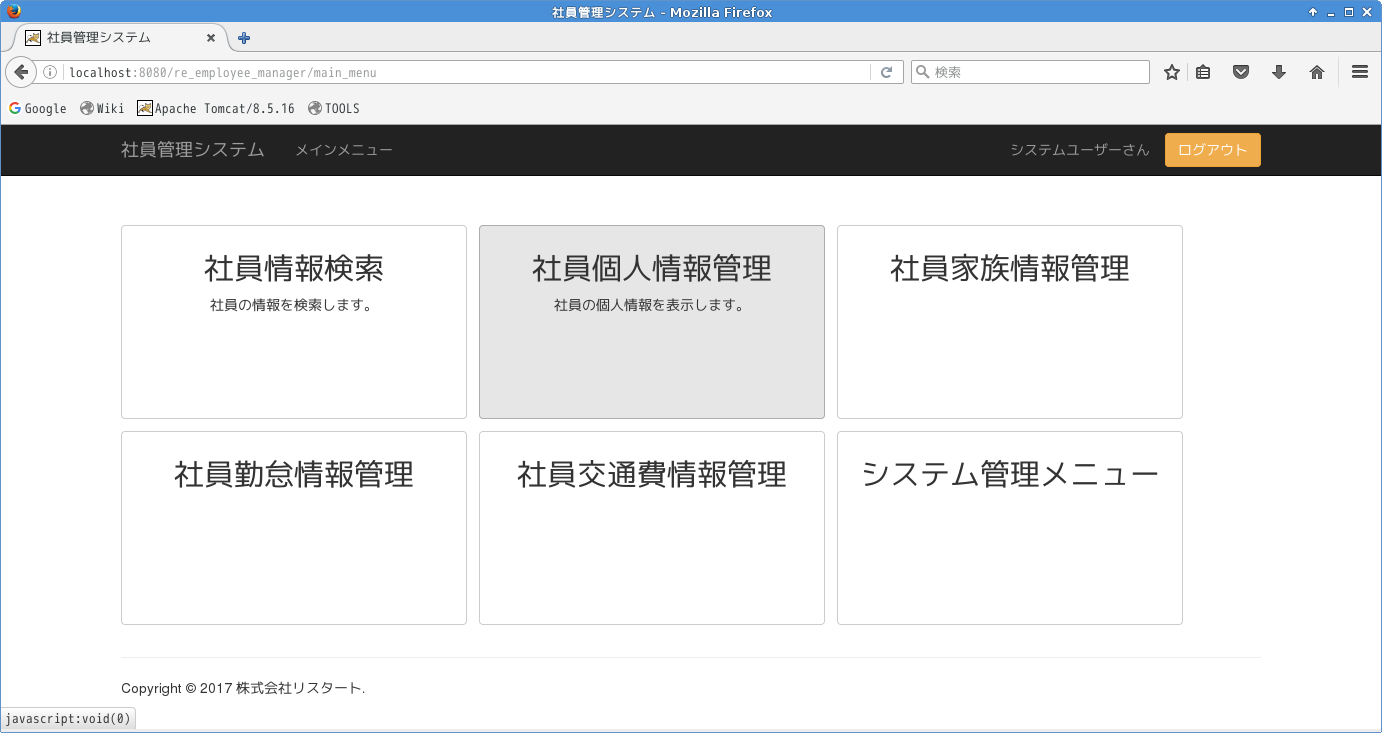 社員管理システム - Mozilla Firefox
社員管理システム
localhost:8080/re_employee_manager/main_menu
検索
Google Wiki Apache Tomcat/8.5.16 TOOLS
社員管理システム メインメニュー システムユーザーさん ログアウト
社員情報検索
社員の情報を検索します。
社員個人情報管理
社員の個人情報を表示します。
社員家族情報管理
社員勤怠情報管理
社員交通費情報管理
システム管理メニュー
Copyright © 2017 株式会社リスタート.
javascript:void(0)